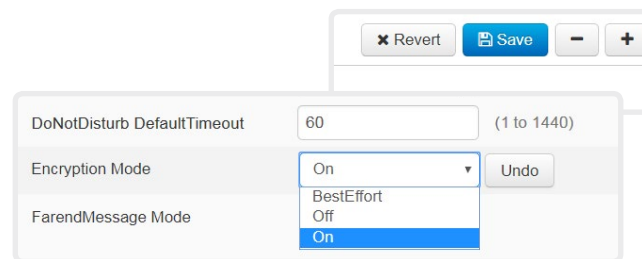 Revert Save
DoNotDisturb DefaultTimeout 60 (1 to 1440)
Encryption Mode On Undo
BestEffort
Off
FarendMessage Mode
On